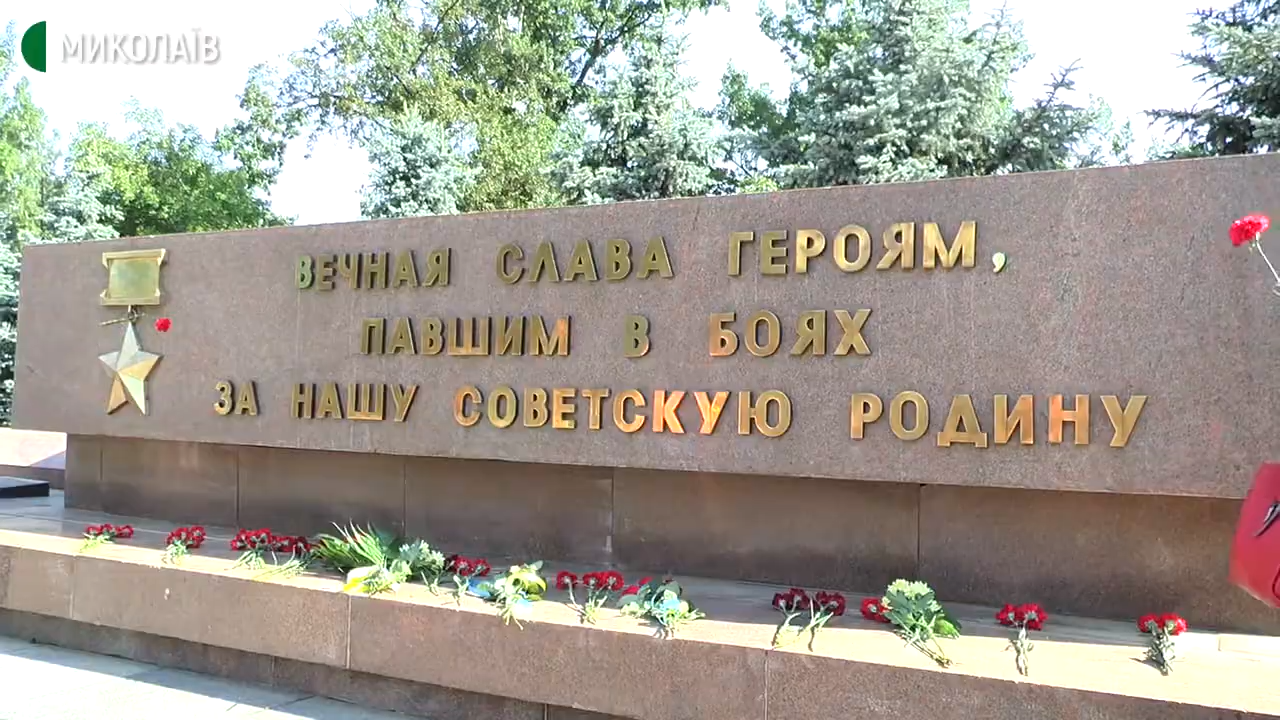 МИКОЛАЇВ
ВЕЧНАЯ СЛАВА ГЕРОЯМ,
ПАВШИМ В БОЯХ
ЗА НАШУ СОВЕТСКУЮ РОДИНУ